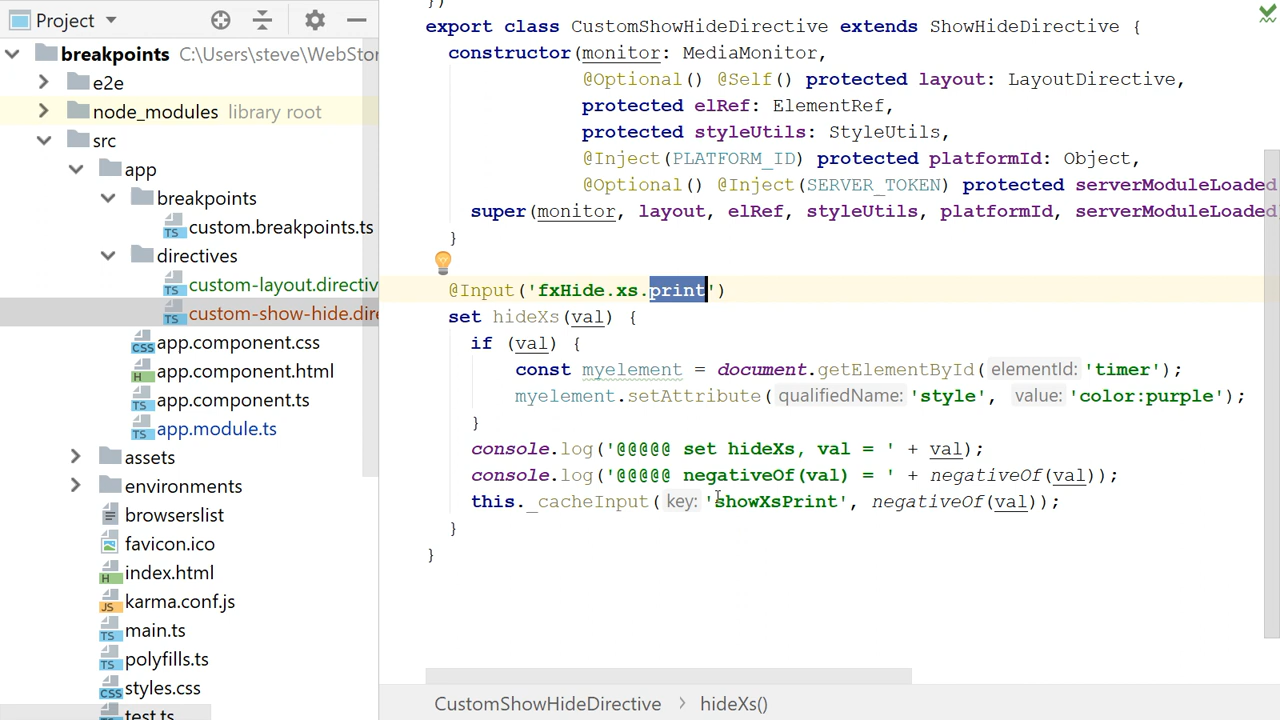 Project
breakpoints C:\Users\steve\WebStor
e2e
node_modules library root
src
app
breakpoints
custom.breakpoints.ts
directives
custom-layout.directiv
custom-show-hide.dire
app.component.css
app.component.html
app.component.ts
app.module.ts
assets
environments
browserslist
favicon.ico
index.html
karma.conf.js
main.ts
polyfills.ts
styles.css
test.ts
})
export class CustomShowHideDirective extends ShowHideDirective {
constructor(monitor: MediaMonitor,
@Optional() @Self() protected layout: LayoutDirective,
protected elRef: ElementRef,
protected styleUtils: StyleUtils,
@Inject(PLATFORM_ID) protected platformId: Object,
@Optional() @Inject(SERVER_TOKEN) protected serverModuleLoaded
super(monitor, layout, elRef, styleUtils, platformId, serverModuleLoaded
}
@Input('fxHide.xs.print')
set hideXs(val) {
if (val) {
const myelement = document.getElementById( elementId: 'timer');
myelement.setAttribute( qualifiedName: 'style', value: 'color:purple');
}
console.log('@@@@@ set hideXs, val = ' + val);
console.log('@@@@@ negativeOf(val) = ' + negativeOf(val));
this._cacheInput( key: 'showXsPrint', negativeOf(val));
}
}
CustomShowHideDirective > hideXs()